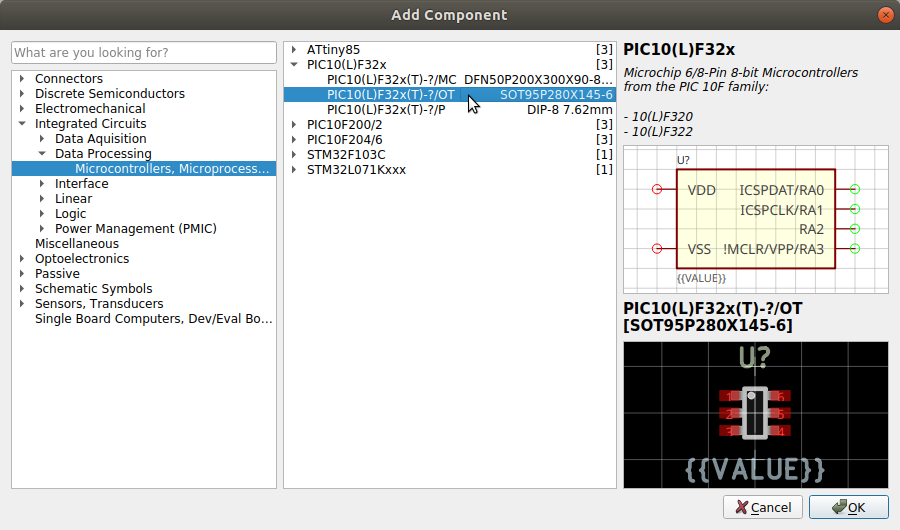 Add Component
What are you looking for?
Connectors
Discrete Semiconductors
Electromechanical
Integrated Circuits
Data Aquisition
Data Processing
Microcontrollers, Microprocess...
Interface
Linear
Logic
Power Management (PMIC)
Miscellaneous
Optoelectronics
Passive
Schematic Symbols
Sensors, Transducers
Single Board Computers, Dev/Eval Bo...
ATtiny85 [3]
PIC10(L)F32x [3]
PIC10(L)F32x(T)-?/MC DFN50P200X300X90-8...
PIC10(L)F32x(T)-?/OT SOT95P280X145-6
PIC10(L)F32x(T)-?/P DIP-8 7.62mm
PIC10F200/2 [3]
PIC10F204/6 [3]
STM32F103C [1]
STM32L071Kxxx [1]
PIC10(L)F32x
Microchip 6/8-Pin 8-bit Microcontrollers
from the PIC 10F family:
- 10(L)F320
- 10(L)F322
U?
VDD ICSPDAT/RA0
ICSPCLK/RA1
RA2
VSS !MCLR/VPP/RA3
{{VALUE}}
PIC10(L)F32x(T)-?/OT
[SOT95P280X145-6]
U?
1 6
2 5
3 4
{{VALUE}}
Cancel OK